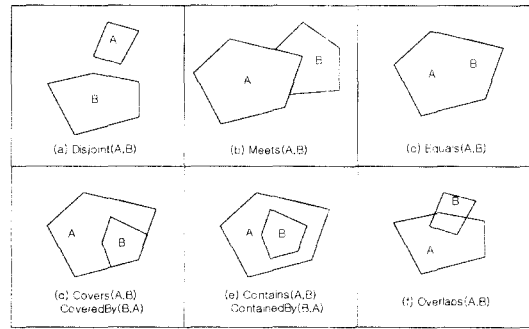 A
B
(a) Disjoint(A,B)
A
B
(b) Meets(A,B)
A
B
(c) Equals(A,B)
A
B
(d) Covers(A,B)
CoveredBy(B,A)
A
B
(e) Contains(A,B)
ContainedBy(B,A)
B
A
(f) Overlaps(A,B)